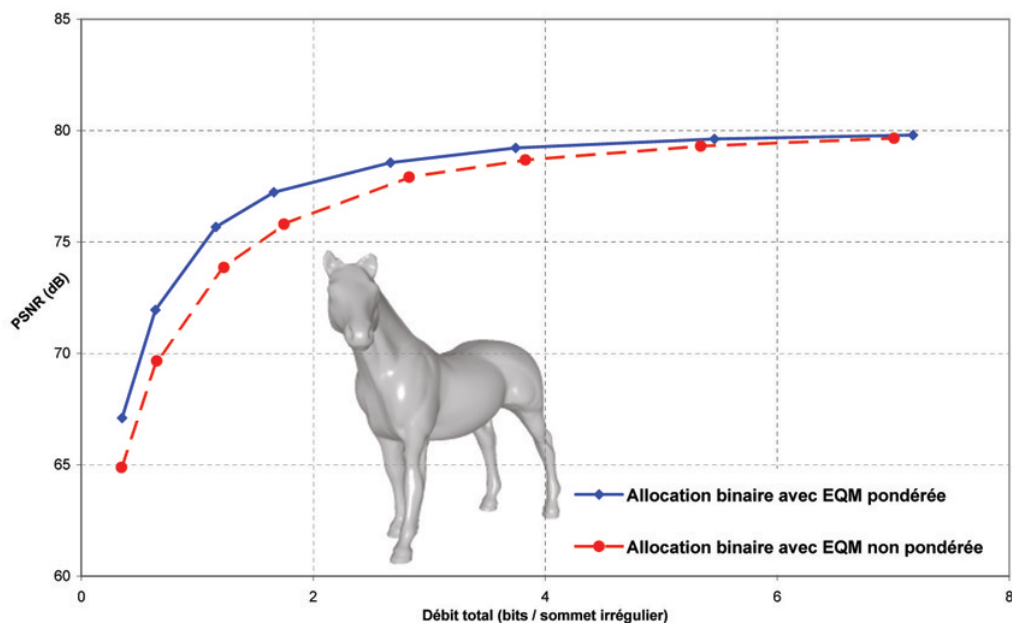 85
80
75
70
65
60
PSNR (dB)
Allocation binaire avec EQM pondérée
Allocation binaire avec EQM non pondérée
0 2 4 6 8
Débit total (bits / sommet irrégulier)